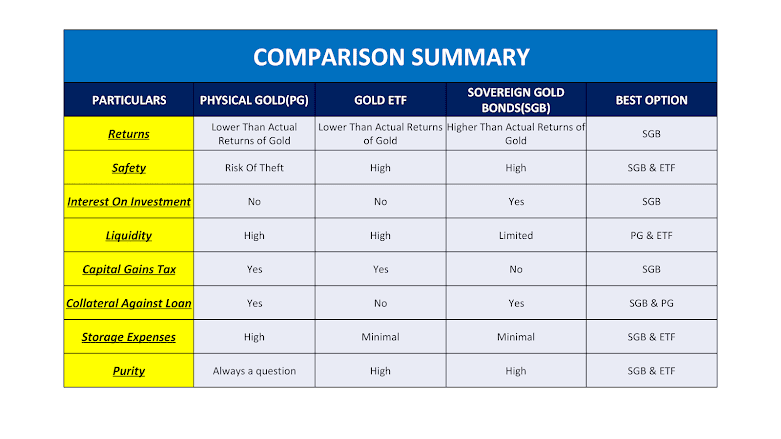 COMPARISON SUMMARY
PARTICULARS PHYSICAL GOLD(PG) GOLD ETF SOVEREIGN GOLD BONDS(SGB) BEST OPTION
Returns Lower Than Actual Returns of Gold Lower Than Actual Returns of Gold Higher Than Actual Returns of Gold SGB
Safety Risk Of Theft High High SGB & ETF
Interest On Investment No No Yes SGB
Liquidity High High Limited PG & ETF
Capital Gains Tax Yes Yes No SGB
Collateral Against Loan Yes No Yes SGB & PG
Storage Expenses High Minimal Minimal SGB & ETF
Purity Always a question High High SGB & ETF